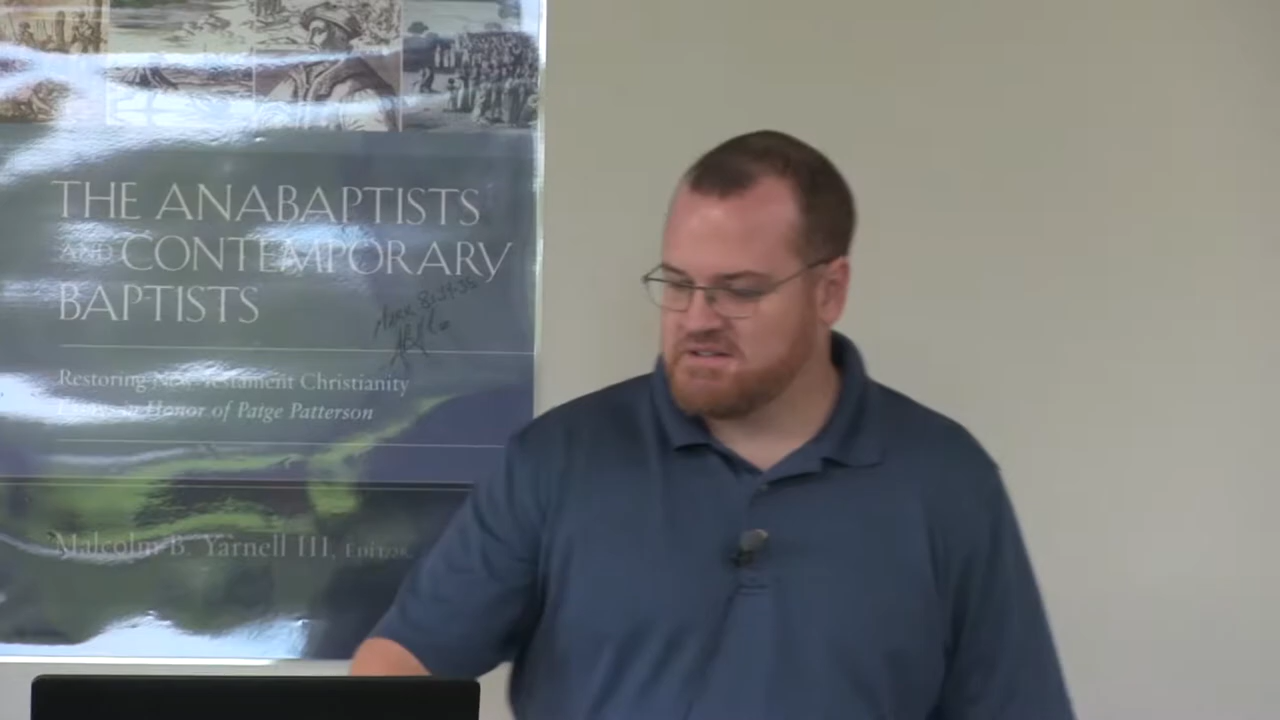 THE ANABAPTISTS
AND CONTEMPORARY
BAPTISTS
Restoring New Testament Christianity
Essays in Honor of Paige Patterson
Malcolm B. Yarnell III, EDITOR